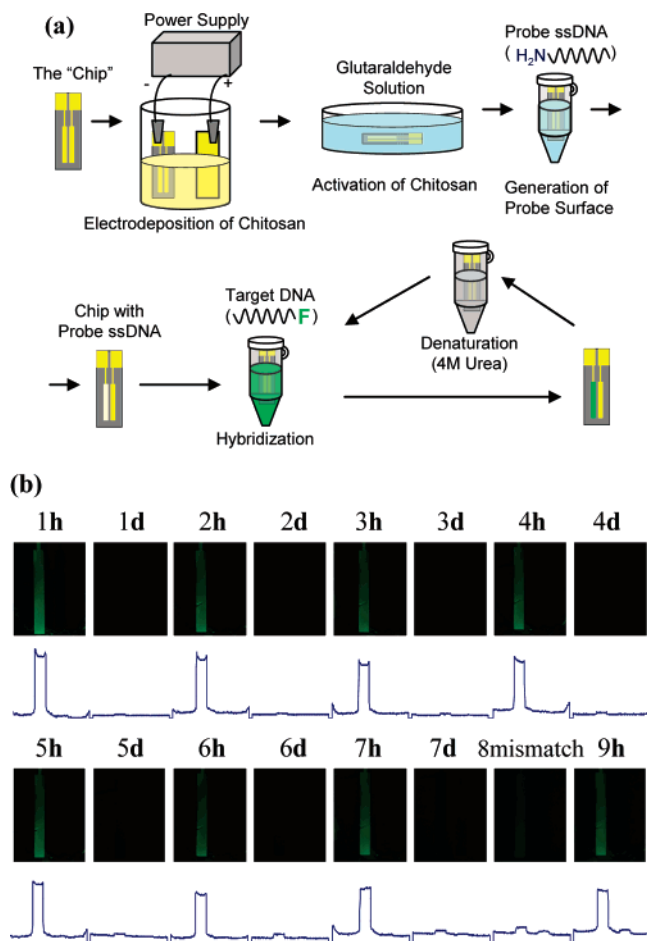 (a)
Power Supply
The “Chip”
-
+
Electrodeposition of Chitosan
Glutaraldehyde
Solution
Activation of Chitosan
Probe ssDNA
( H₂N )
Generation of
Probe Surface
Chip with
Probe ssDNA
Target DNA
( F )
Hybridization
Denaturation
(4M Urea)
(b)
1h 1d 2h 2d 3h 3d 4h 4d
5h 5d 6h 6d 7h 7d 8mismatch 9h